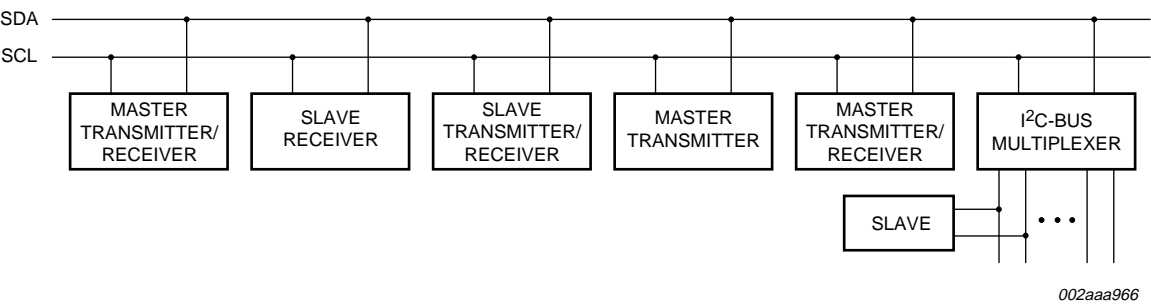 SDA
SCL
MASTER
TRANSMITTER/
RECEIVER
SLAVE
RECEIVER
SLAVE
TRANSMITTER/
RECEIVER
MASTER
TRANSMITTER
MASTER
TRANSMITTER/
RECEIVER
I²C-BUS
MULTIPLEXER
SLAVE
002aaa966